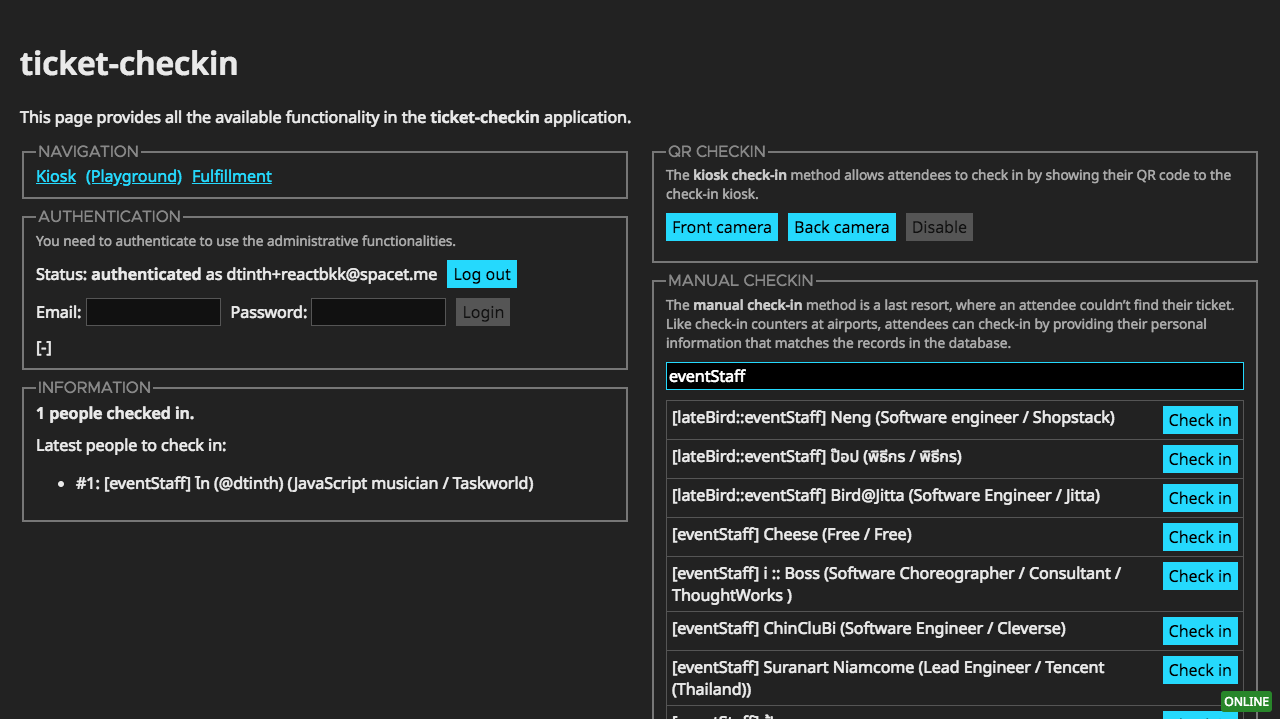 ticket-checkin
This page provides all the available functionality in the ticket-checkin application.
NAVIGATION
Kiosk (Playground) Fulfillment
AUTHENTICATION
You need to authenticate to use the administrative functionalities.
Status: authenticated as dtinth+reactbkk@spacet.me Log out
Email: Password: Login
[-]
INFORMATION
1 people checked in.
Latest people to check in:
• #1: [eventStaff] ไท (@dtinth) (JavaScript musician / Taskworld)
QR CHECKIN
The kiosk check-in method allows attendees to check in by showing their QR code to the
check-in kiosk.
Front camera Back camera Disable
MANUAL CHECKIN
The manual check-in method is a last resort, where an attendee couldn’t find their ticket.
Like check-in counters at airports, attendees can check-in by providing their personal
information that matches the records in the database.
eventStaff
[lateBird::eventStaff] Neng (Software engineer / Shopstack) Check in
[lateBird::eventStaff] ป๊อป (พิธีกร / พิธีกร) Check in
[lateBird::eventStaff] Bird@Jitta (Software Engineer / Jitta) Check in
[eventStaff] Cheese (Free / Free) Check in
[eventStaff] i :: Boss (Software Choreographer / Consultant /
ThoughtWorks ) Check in
[eventStaff] ChinCluBi (Software Engineer / Cleverse) Check in
[eventStaff] Suranart Niamcome (Lead Engineer / Tencent
(Thailand)) Check in
ONLINE